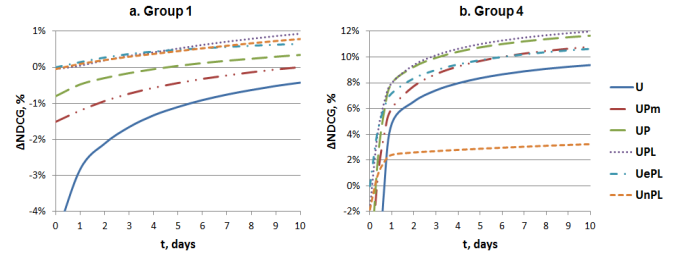 a. Group 1
1%
0%
-1%
-2%
-3%
-4%
ΔNDCG, %
0 1 2 3 4 5 6 7 8 9 10
t, days
b. Group 4
12%
10%
8%
6%
4%
2%
0%
-2%
ΔNDCG, %
0 1 2 3 4 5 6 7 8 9 10
t, days
U
UPm
UP
UPL
UePL
UnPL